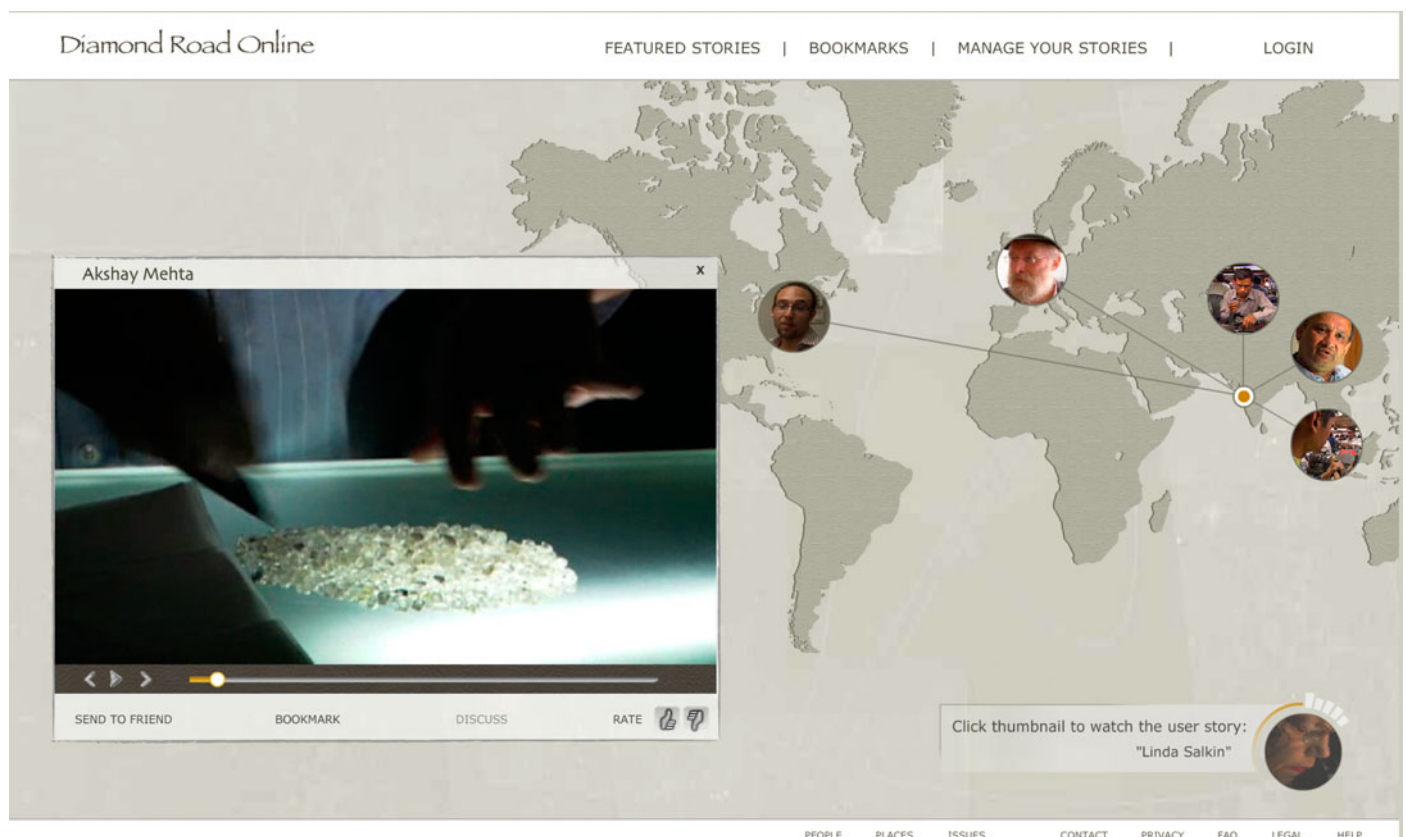 Diamond Road Online
FEATURED STORIES | BOOKMARKS | MANAGE YOUR STORIES | LOGIN
Akshay Mehta x
SEND TO FRIEND BOOKMARK DISCUSS RATE
Click thumbnail to watch the user story:
"Linda Salkin"
PEOPLE PLACES ISSUES CONTACT PRIVACY FAQ LEGAL HELP